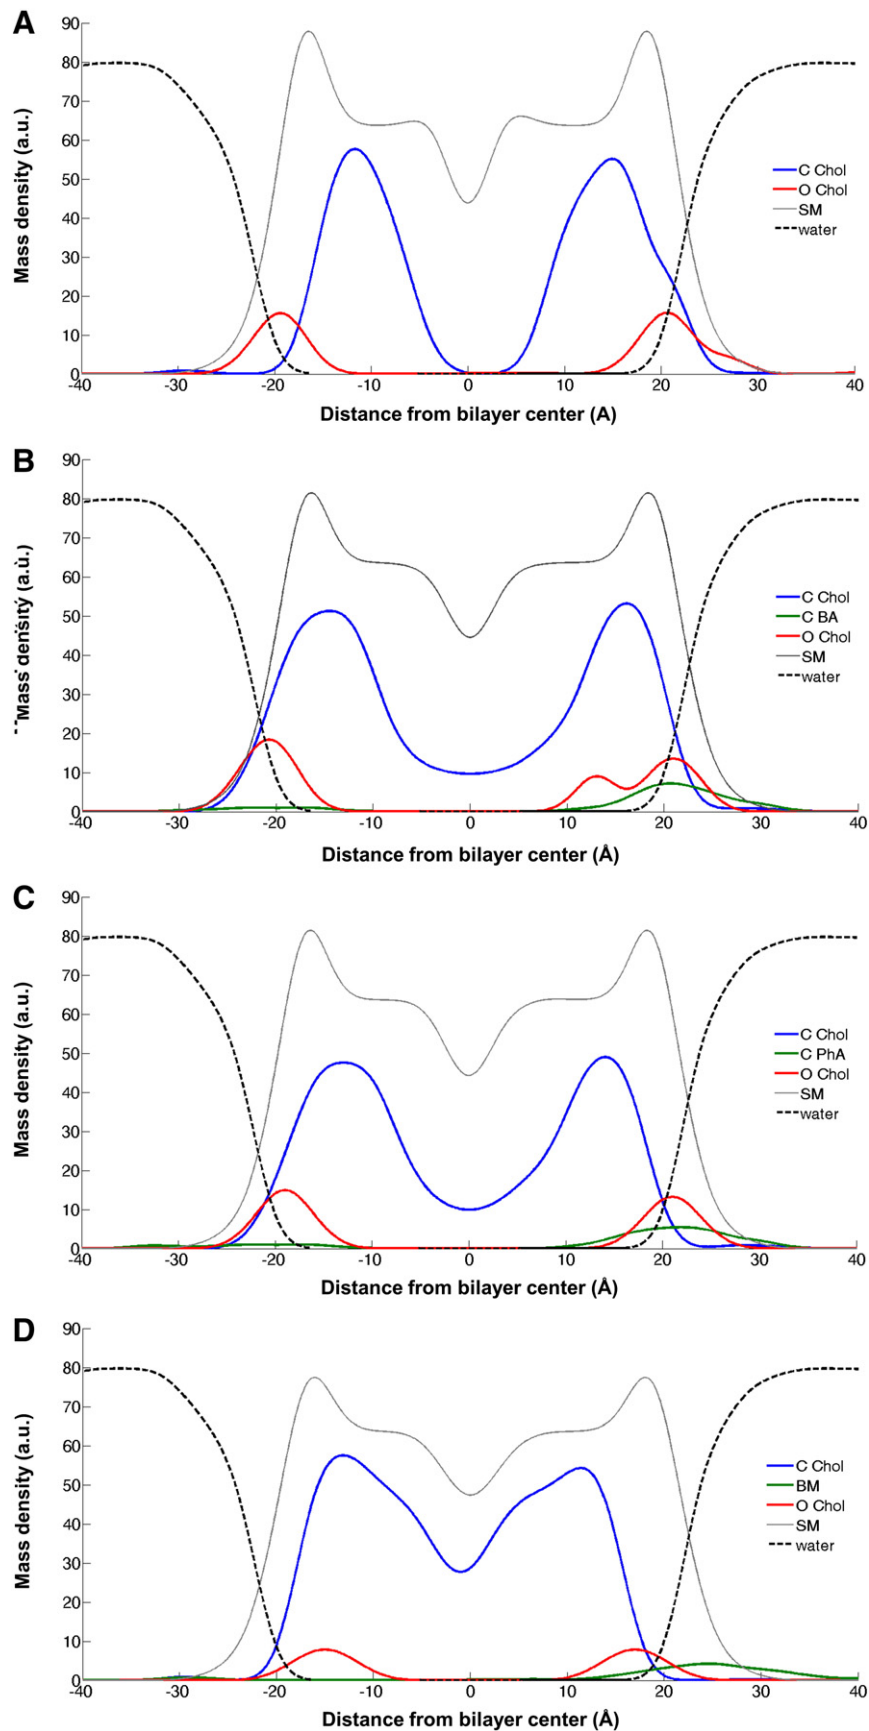 A
90
80
70
60
50
40
30
20
10
0
Mass density (a.u.)
C Chol
O Chol
SM
water
-40 -30 -20 -10 0 10 20 30 40
Distance from bilayer center (A)
B
90
80
70
60
50
40
30
20
10
0
Mass density (a.u.)
C Chol
C BA
O Chol
SM
water
-40 -30 -20 -10 0 10 20 30 40
Distance from bilayer center (Å)
C
90
80
70
60
50
40
30
20
10
0
Mass density (a.u.)
C Chol
C PhA
O Chol
SM
water
-40 -30 -20 -10 0 10 20 30 40
Distance from bilayer center (Å)
D
90
80
70
60
50
40
30
20
10
0
Mass density (a.u.)
C Chol
BM
O Chol
SM
water
-40 -30 -20 -10 0 10 20 30 40
Distance from bilayer center (Å)